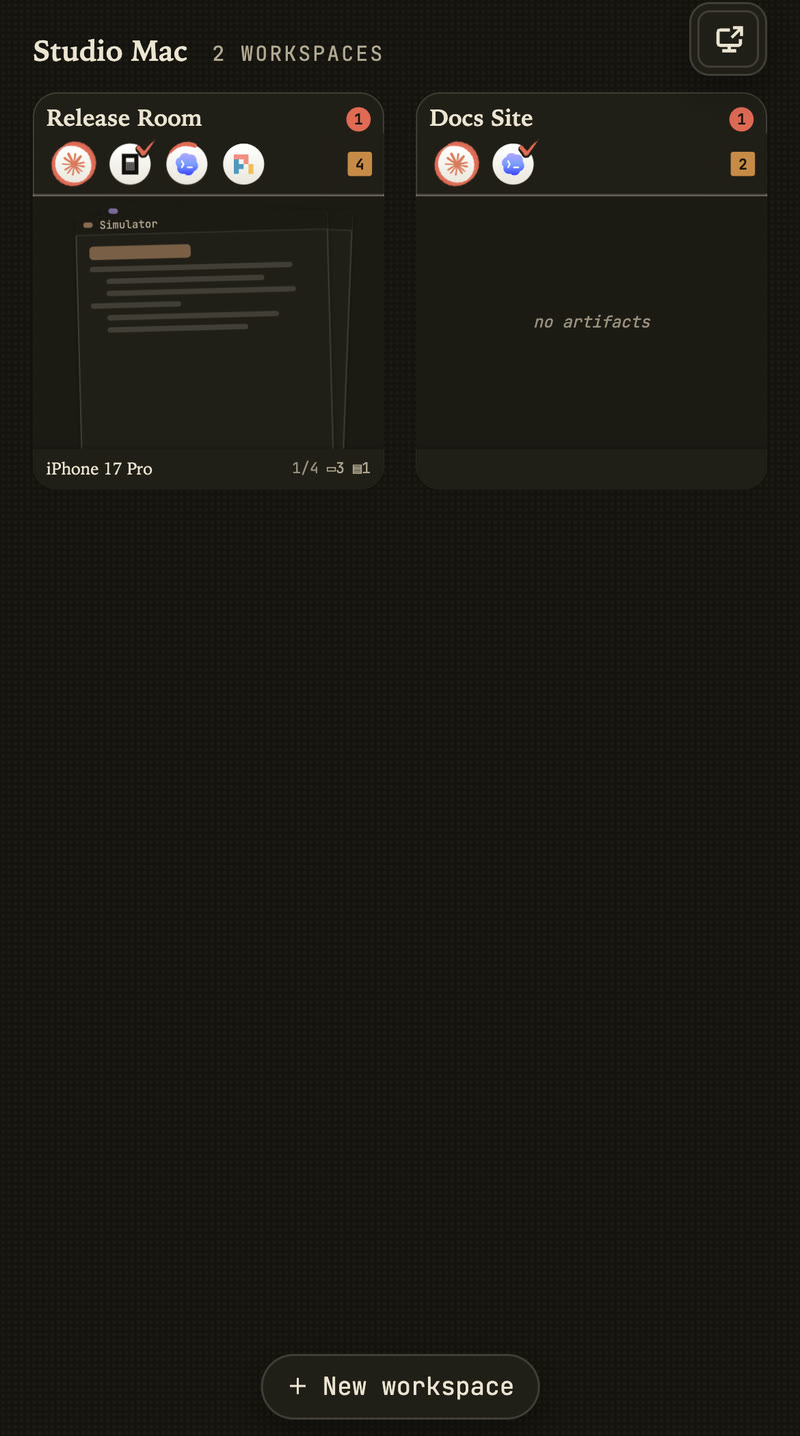 Studio Mac 2 WORKSPACES
Release Room 1
4
Simulator
iPhone 17 Pro 1/4 ▭3 ▤1
Docs Site 1
2
no artifacts
+ New workspace